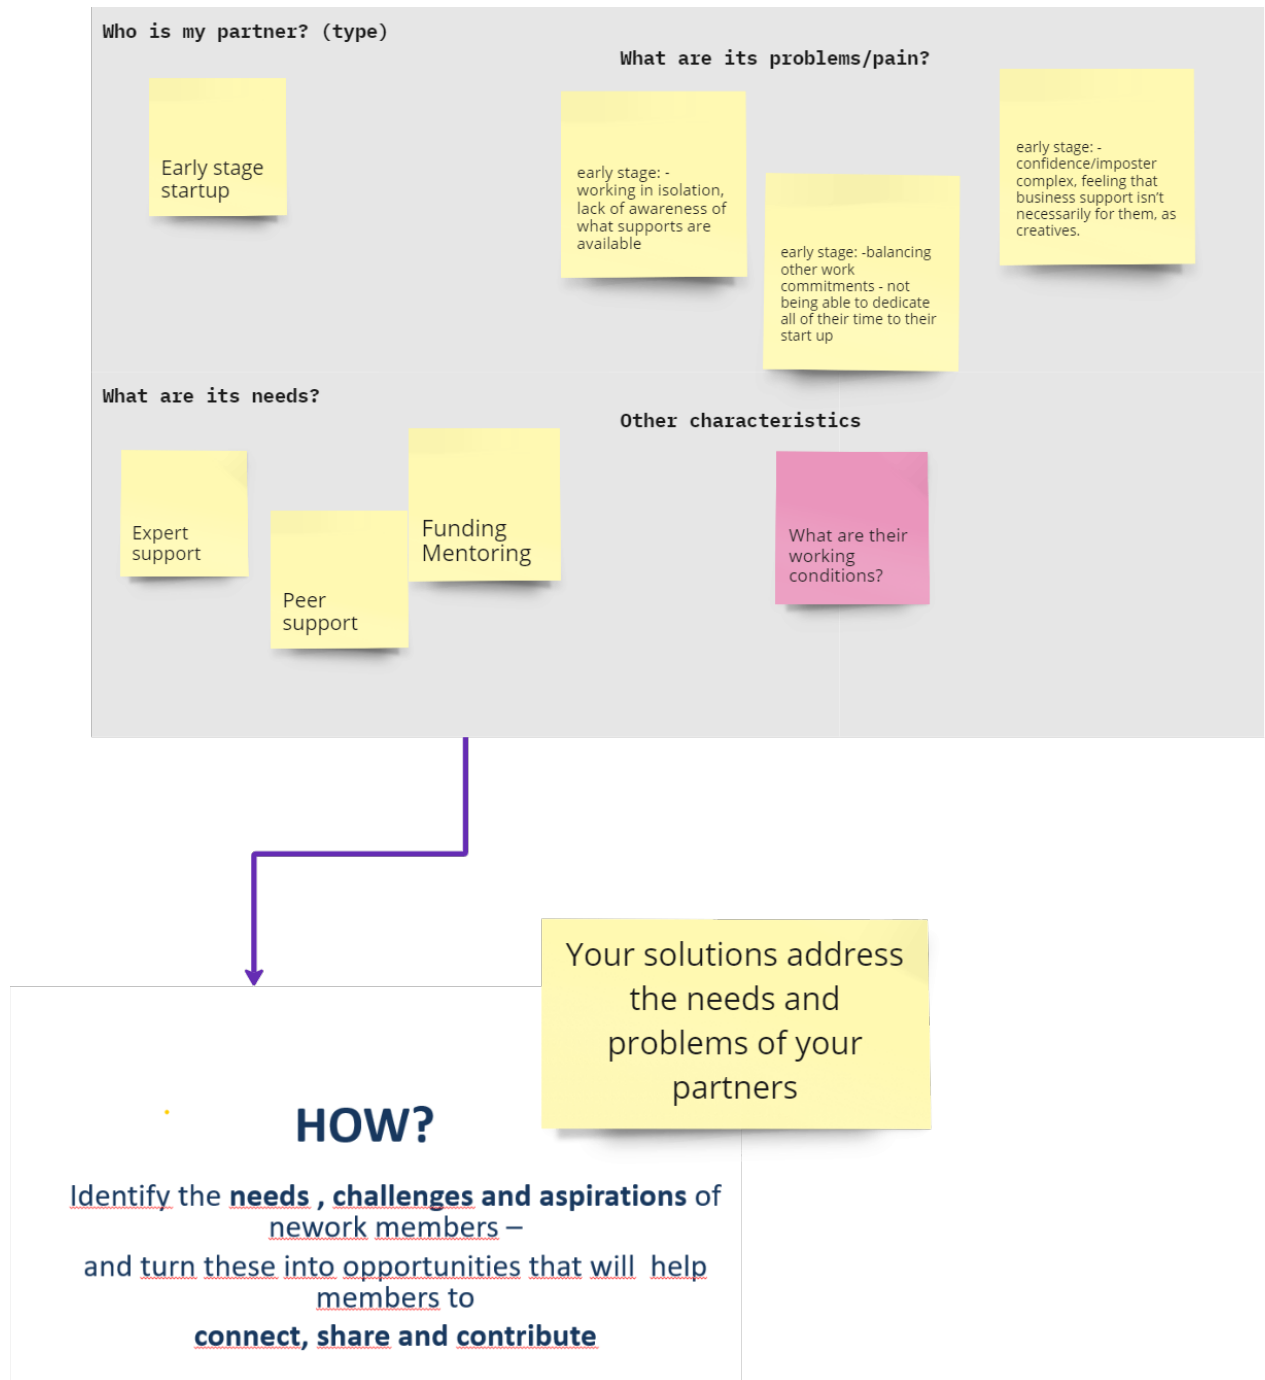 Who is my partner? (type)
What are its problems/pain?
Early stage
startup
early stage: -
working in isolation,
lack of awareness of
what supports are
available
early stage: -balancing
other work
commitments - not
being able to dedicate
all of their time to their
start up
early stage: -
confidence/imposter
complex, feeling that
business support isn't
necessarily for them, as
creatives.
What are its needs?
Expert
support
Peer
support
Funding
Mentoring
Other characteristics
What are their
working
conditions?
Your solutions address
the needs and
problems of your
partners
HOW?
Identify the needs , challenges and aspirations of
nework members –
and turn these into opportunities that will  help
members to
connect, share and contribute